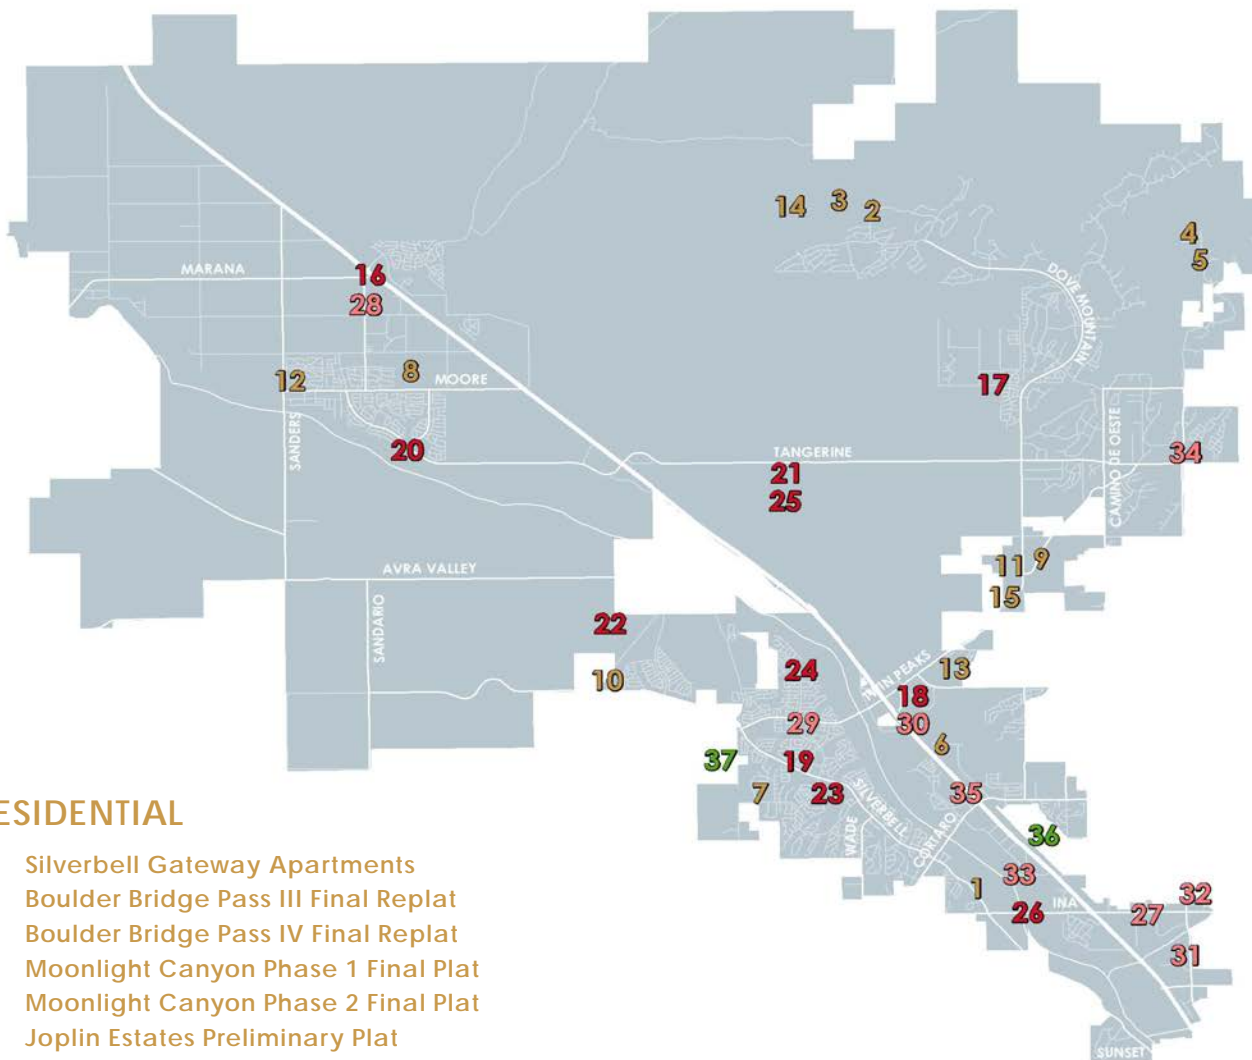 14 3 2
4
5
MARANA
16
28
DOVE MOUNTAIN
12 8
MOORE
17
SANDERS
20
CAMINO DE OESTE
TANGERINE
34
21
25
AVRA VALLEY
11 9
15
SANDARIO
22
24
TWIN PEAKS
13
10
18
29 30
6
37 19
7 23
SILVERBELL
35
WADE
CORTARO
36
33
1
32
INA
26 27
31
SUNSET
ESIDENTIAL
Silverbell Gateway Apartments
Boulder Bridge Pass III Final Replat
Boulder Bridge Pass IV Final Replat
Moonlight Canyon Phase 1 Final Plat
Moonlight Canyon Phase 2 Final Plat
Joplin Estates Preliminary Plat